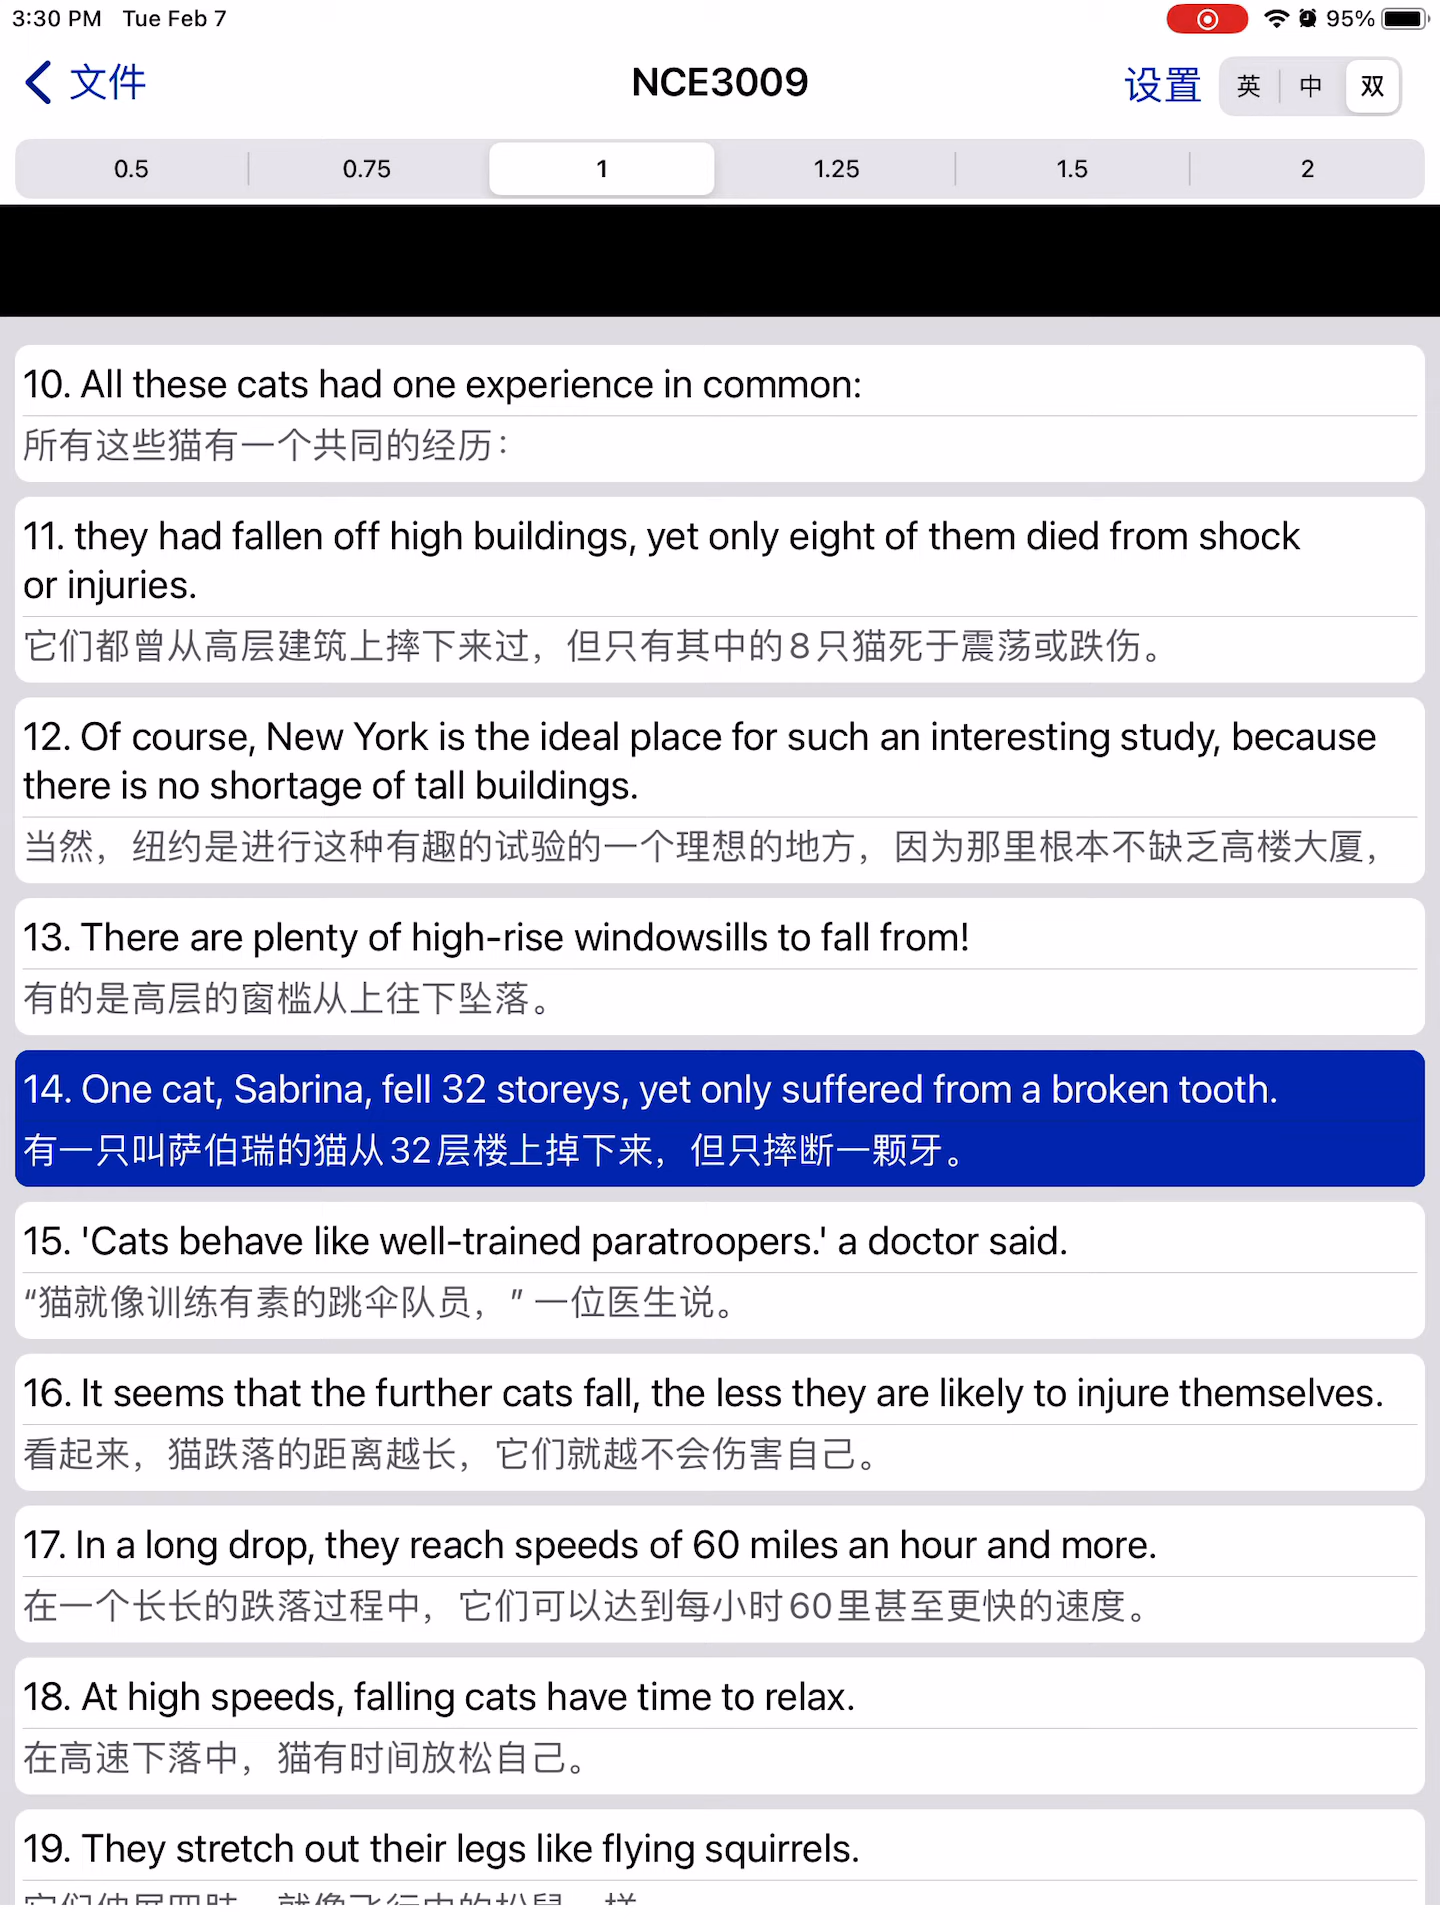 3:30 PM Tue Feb 7 95%
文件 NCE3009 设置 英 中 双
0.5 0.75 1 1.25 1.5 2
10. All these cats had one experience in common:
所有这些猫有一个共同的经历：
11. they had fallen off high buildings, yet only eight of them died from shock
or injuries.
它们都曾从高层建筑上摔下来过，但只有其中的8只猫死于震荡或跌伤。
12. Of course, New York is the ideal place for such an interesting study, because
there is no shortage of tall buildings.
当然，纽约是进行这种有趣的试验的一个理想的地方，因为那里根本不缺乏高楼大厦，
13. There are plenty of high-rise windowsills to fall from!
有的是高层的窗槛从上往下坠落。
14. One cat, Sabrina, fell 32 storeys, yet only suffered from a broken tooth.
有一只叫萨伯瑞的猫从32层楼上掉下来，但只摔断一颗牙。
15. 'Cats behave like well-trained paratroopers.' a doctor said.
“猫就像训练有素的跳伞队员，” 一位医生说。
16. It seems that the further cats fall, the less they are likely to injure themselves.
看起来，猫跌落的距离越长，它们就越不会伤害自己。
17. In a long drop, they reach speeds of 60 miles an hour and more.
在一个长长的跌落过程中，它们可以达到每小时60里甚至更快的速度。
18. At high speeds, falling cats have time to relax.
在高速下落中，猫有时间放松自己。
19. They stretch out their legs like flying squirrels.
它们伸展四肢，就像飞行中的松鼠一样